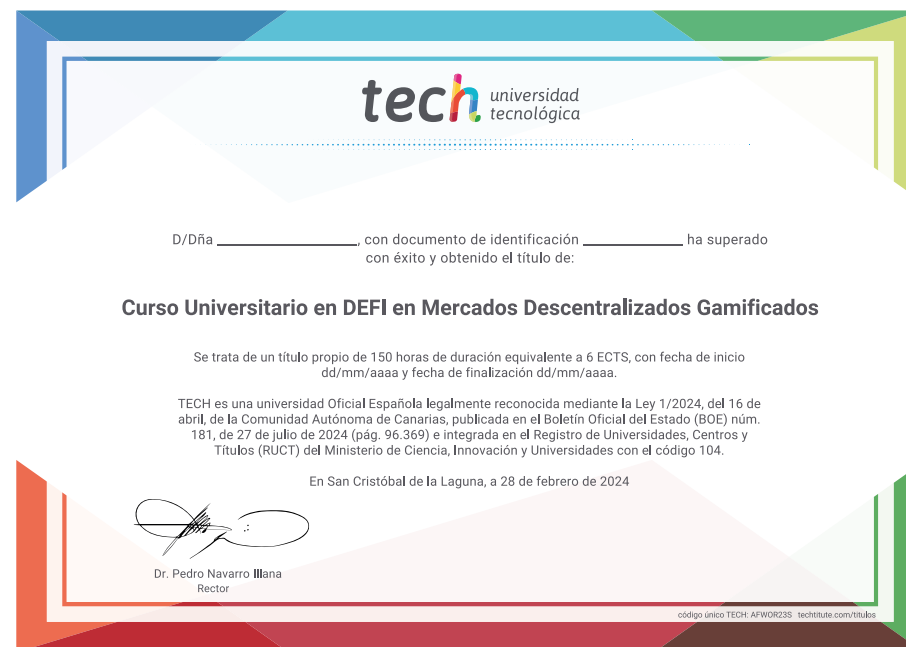 tech universidad
tecnológica
D/Dña ____________________, con documento de identificación ______________ ha superado
con éxito y obtenido el título de:
Curso Universitario en DEFI en Mercados Descentralizados Gamificados
Se trata de un título propio de 150 horas de duración equivalente a 6 ECTS, con fecha de inicio
dd/mm/aaaa y fecha de finalización dd/mm/aaaa.
TECH es una universidad Oficial Española legalmente reconocida mediante la Ley 1/2024, del 16 de
abril, de la Comunidad Autónoma de Canarias, publicada en el Boletín Oficial del Estado (BOE) núm.
181, de 27 de julio de 2024 (pág. 96.369) e integrada en el Registro de Universidades, Centros y
Títulos (RUCT) del Ministerio de Ciencia, Innovación y Universidades con el código 104.
En San Cristóbal de la Laguna, a 28 de febrero de 2024
Dr. Pedro Navarro Illana
Rector
código único TECH: AFWOR23S techtitute.com/titulos